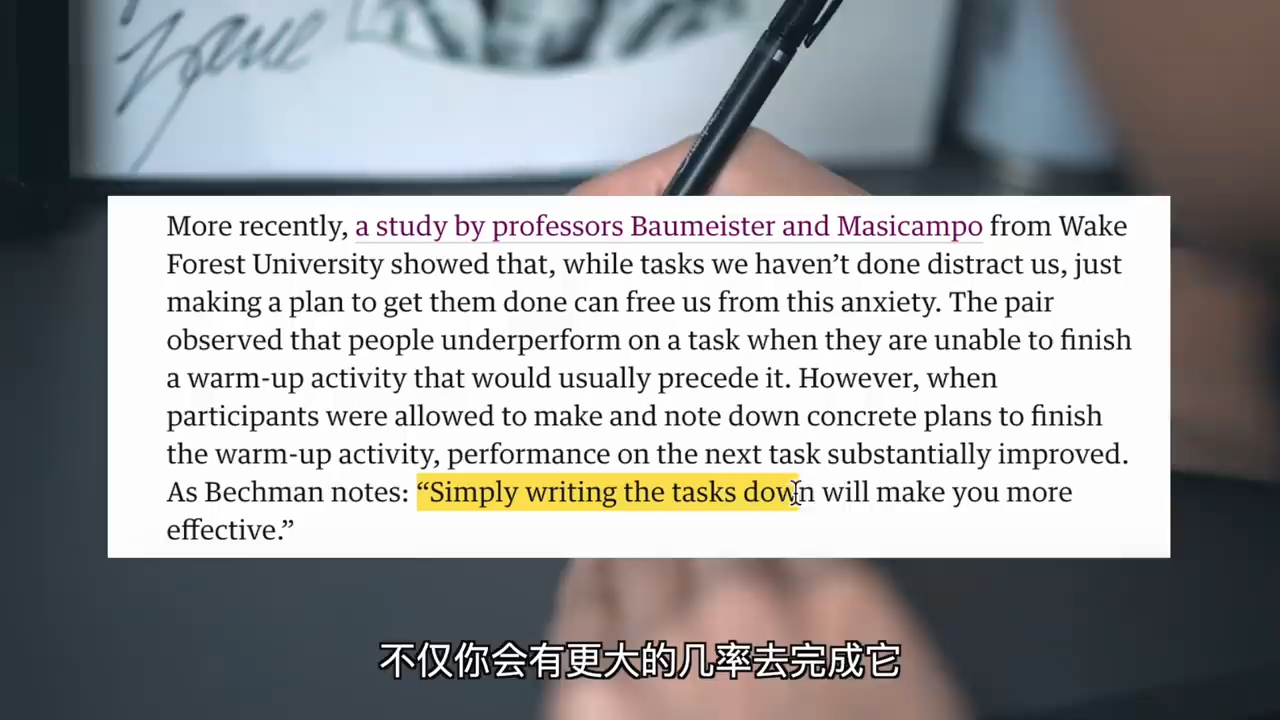 More recently, a study by professors Baumeister and Masicampo from Wake
Forest University showed that, while tasks we haven’t done distract us, just
making a plan to get them done can free us from this anxiety. The pair
observed that people underperform on a task when they are unable to finish
a warm-up activity that would usually precede it. However, when
participants were allowed to make and note down concrete plans to finish
the warm-up activity, performance on the next task substantially improved.
As Bechman notes: “Simply writing the tasks down will make you more
effective.”
不仅你会有更大的几率去完成它